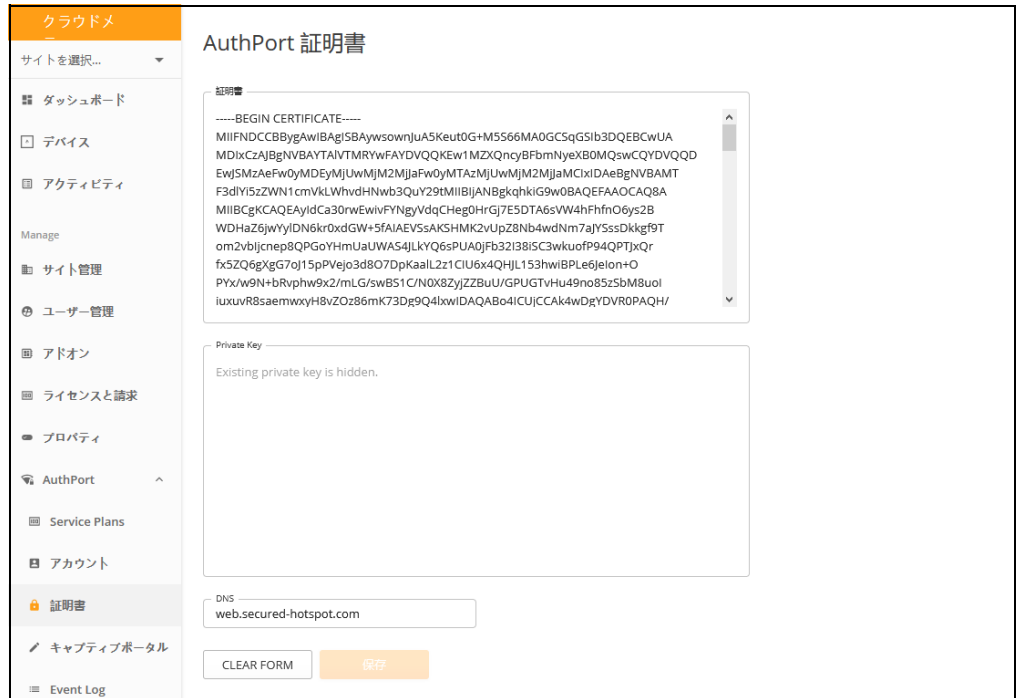 クラウドメ
サイトを選択...
ダッシュボード
デバイス
アクティビティ
Manage
サイト管理
ユーザー管理
アドオン
ライセンスと請求
プロパティ
AuthPort
Service Plans
アカウント
証明書
キャプティブポータル
Event Log
AuthPort 証明書
証明書
-----BEGIN CERTIFICATE-----
MIIFNDCCBBygAwIBAgISBAywsownJuA5Keut0G+M5S66MA0GCSqGSIb3DQEBCwUA
MDIxCzAJBgNVBAYTAlVTMRYwFAYDVQQKEw1MZXQncyBFbmNyeXB0MQswCQYDVQQD
EwJSMzAeFw0yMDEyMjUwMjM2MjJaFw0yMTAzMjUwMjM2MjJaMCIxIDAeBgNVBAMT
F3dlYi5zZWN1cmVkLWhvdHNwb3QuY29tMIIBIjANBgkqhkiG9w0BAQEFAAOCAQ8A
MIIBCgKCAQEAyIdCa30rwEwivFYNgyVdqCHeg0HrGj7E5DTA6sVW4hFhfnO6ys2B
WDHaZ6jwYylDN6kr0xdGW+5fAIAEVSsAKSHMK2vUpZ8Nb4wdNm7aJYSssDkkgf9T
om2vbIjcnep8QPGoYHmUaUWAS4JLkYQ6sPUA0jFb32I38iSC3wkuofP94QPTJxQr
fx5ZQ6gXgG7oJ15pPVejo3d8O7DpKaalL2z1CIU6x4QHJL153hwiBPLe6JeIon+O
PYx/w9N+bRvphw9x2/mLG/swBS1C/N0X8ZyjZZBuU/GPUGTvHu49no85zSbM8uoI
iuxuvR8saemwxyH8vZOz86mK73Dg9Q4lxwIDAQABo4ICUjCCAk4wDgYDVR0PAQH/
Private Key
Existing private key is hidden.
DNS
web.secured-hotspot.com
CLEAR FORM
保存